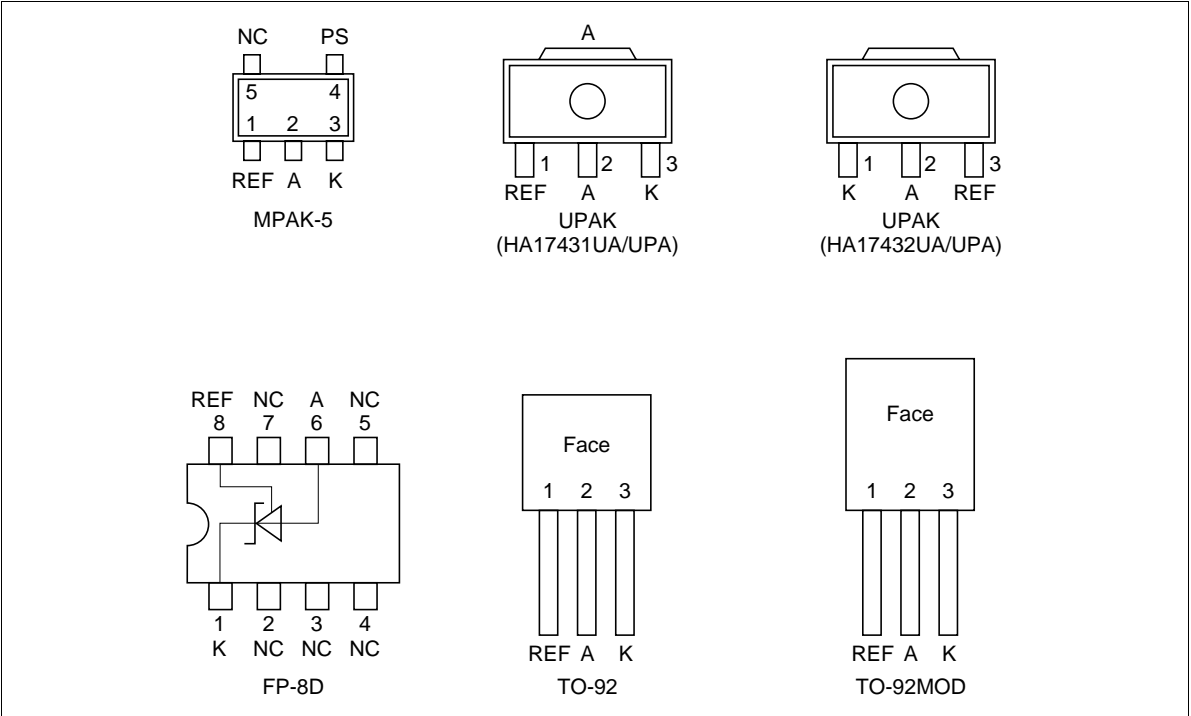 NC PS
5 4
1 2 3
REF A K
MPAK-5
A
1 2 3
REF A K
UPAK
(HA17431UA/UPA)
1 2 3
K A REF
UPAK
(HA17432UA/UPA)
REF NC A NC
8 7 6 5
1 2 3 4
K NC NC NC
FP-8D
Face
1 2 3
REF A K
TO-92
Face
1 2 3
REF A K
TO-92MOD